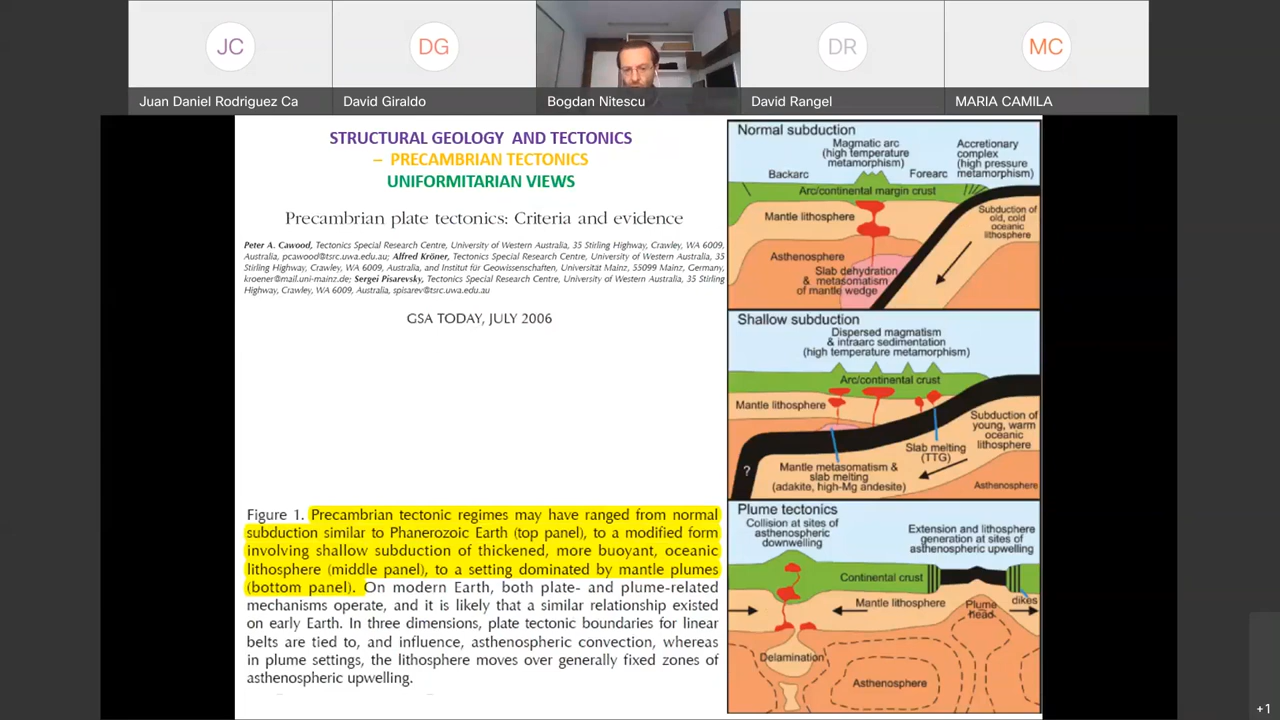 JC
DG
DR
MC
Juan Daniel Rodriguez Ca
David Giraldo
Bogdan Nitescu
David Rangel
MARIA CAMILA
STRUCTURAL GEOLOGY AND TECTONICS
– PRECAMBRIAN TECTONICS
UNIFORMITARIAN VIEWS
Precambrian plate tectonics: Criteria and evidence
Peter A. Cawood, Tectonics Special Research Centre, University of Western Australia, 35 Stirling Highway, Crawley, WA 6009,
Australia, pcawood@tsrc.uwa.edu.au; Alfred Kröner, Tectonics Special Research Centre, University of Western Australia, 35
Stirling Highway, Crawley, WA 6009, Australia, and Institut für Geowissenschaften, Universität Mainz, 55099 Mainz, Germany,
kroener@mail.uni-mainz.de; Sergei Pisarevsky, Tectonics Special Research Centre, University of Western Australia, 35 Stirling
Highway, Crawley, WA 6009, Australia, spisarev@tsrc.uwa.edu.au
GSA TODAY, JULY 2006
Figure 1. Precambrian tectonic regimes may have ranged from normal
subduction similar to Phanerozoic Earth (top panel), to a modified form
involving shallow subduction of thickened, more buoyant, oceanic
lithosphere (middle panel), to a setting dominated by mantle plumes
(bottom panel). On modern Earth, both plate- and plume-related
mechanisms operate, and it is likely that a similar relationship existed
on early Earth. In three dimensions, plate tectonic boundaries for linear
belts are tied to, and influence, asthenospheric convection, whereas
in plume settings, the lithosphere moves over generally fixed zones of
asthenospheric upwelling.
Normal subduction
Magmatic arc
(high temperature
metamorphism)
Accretionary
complex
(high pressure
metamorphism)
Backarc
Forearc
Arc/continental margin crust
Mantle lithosphere
Subduction of
old, cold
oceanic
lithosphere
Asthenosphere
Slab dehydration
& metasomatism
of mantle wedge
Shallow subduction
Dispersed magmatism
& intraarc sedimentation
(high temperature metamorphism)
Arc/continental crust
Mantle lithosphere
Subduction of
young, warm
oceanic
lithosphere
Slab melting
(TTG)
?
Mantle metasomatism &
slab melting
(adakite, high-Mg andesite)
Asthenosphere
Plume tectonics
Collision at sites of
asthenospheric
downwelling
Extension and lithosphere
generation at sites of
asthenospheric upwelling
Continental crust
Mantle lithosphere
Plume
head
dikes
Delamination
Asthenosphere
+1